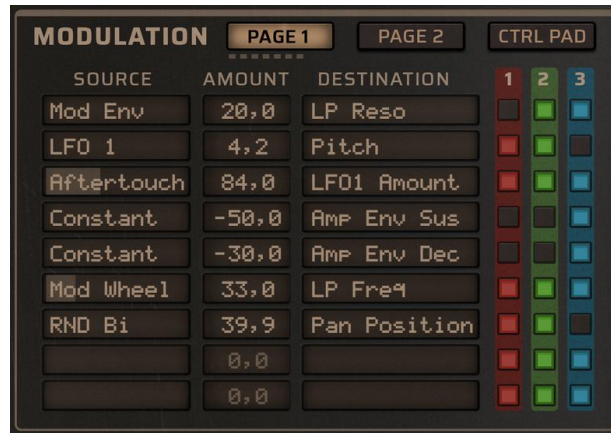 MODULATION PAGE 1 PAGE 2 CTRL PAD
SOURCE AMOUNT DESTINATION 1 2 3
Mod Env 20,0 LP Reso
LFO 1 4,2 Pitch
Aftertouch 84,0 LFO1 Amount
Constant -50,0 Amp Env Sus
Constant -30,0 Amp Env Dec
Mod Wheel 33,0 LP Freq
RND Bi 39,9 Pan Position
0,0
0,0